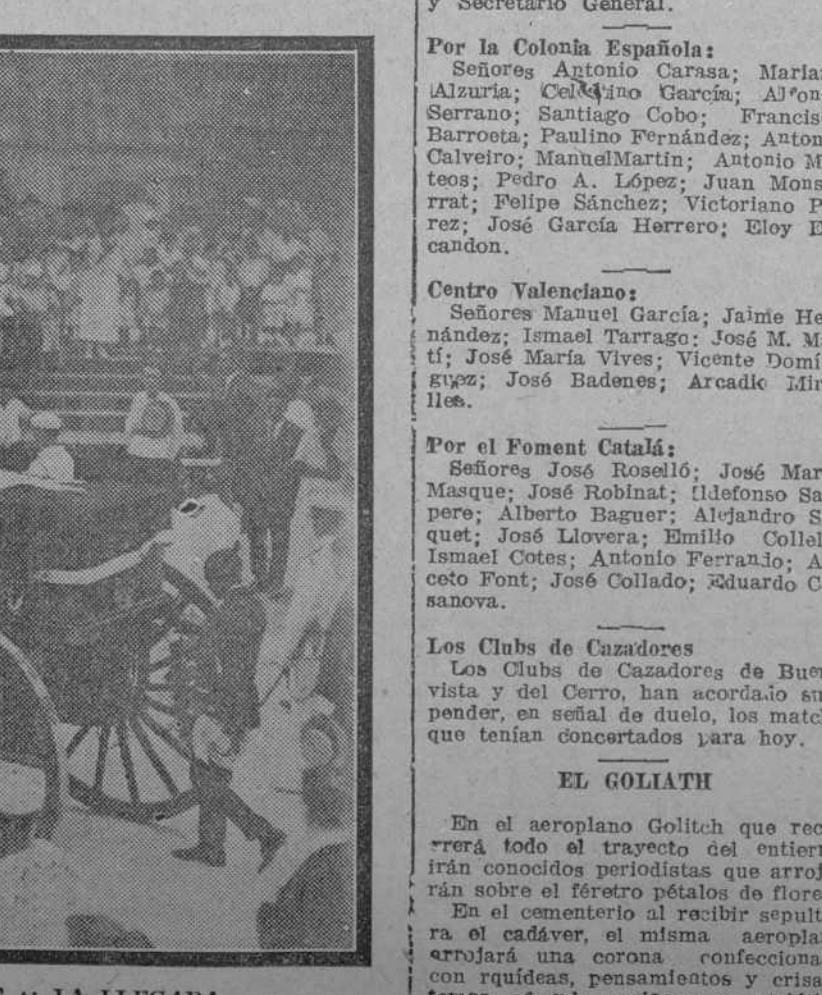 y Secretario General.
Por la Colonia Española:
Señores Antonio Carasa; Maria
Alzuria; García; Alfon
Serrano; Santiago Cobo; Francis
Barroeta; Paulino Fernández; Anton
Calveiro; ManuelMartin; Antonio M
teos; Pedro A. López; Juan Mons
rrat; Felipe Sánchez; Victoriano P
rez; José García Herrero; Eloy E
candon.
Centro Valenciano:
Señores Manuel García; Jaime He
nández; Ismael Tarrago; José M. M
tí; José María Vives; Vicente Domí
guez; José Badenes; Arcadio Mir
lles.
Por el Foment Catalá:
Señores José Roselló; José Mar
Masque; José Robinat; Ildefonso Sa
pere; Alberto Baguer; Alejandro S
quet; José Llovera; Emilio Collel
Ismael Cotes; Antonio Ferrando; A
ceto Font; José Collado; Eduardo C
sanova.
Los Clubs de Cazadores
Los Clubs de Cazadores de Buen
vista y del Cerro, han acordado su
pender, en señal de duelo, los matc
que tenían concertados para hoy.
EL GOLIATH
En el aeroplano Golitch que rec
rrerá todo el trayecto del entierr
irán conocidos periodistas que arroj
rán sobre el féretro pétalos de flore
En el cementerio al recibir sepult
ra el cadáver, el misma aeropla
arrojará una corona confecciona
con rquídeas, pensamientos y crisa
LA LLEGADA